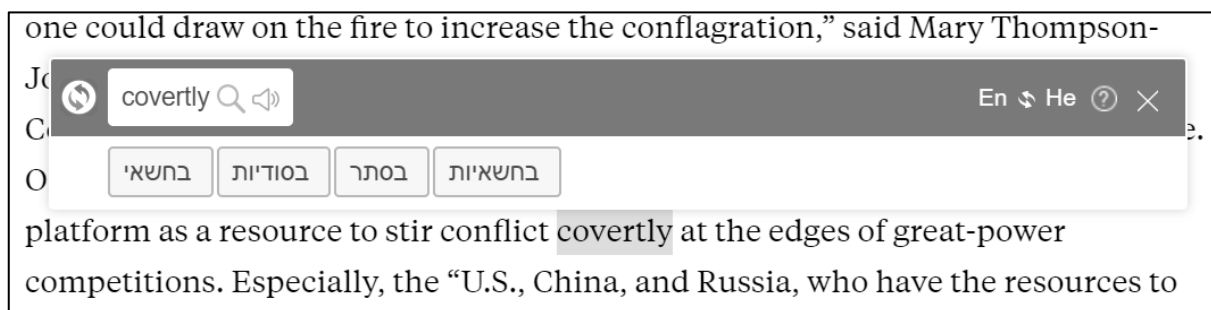 one could draw on the fire to increase the conflagration,” said Mary Thompson-
covertly En He ?
בחשאי בסודיות בסתר בחשאיות
platform as a resource to stir conflict covertly at the edges of great-power
competitions. Especially, the “U.S., China, and Russia, who have the resources to